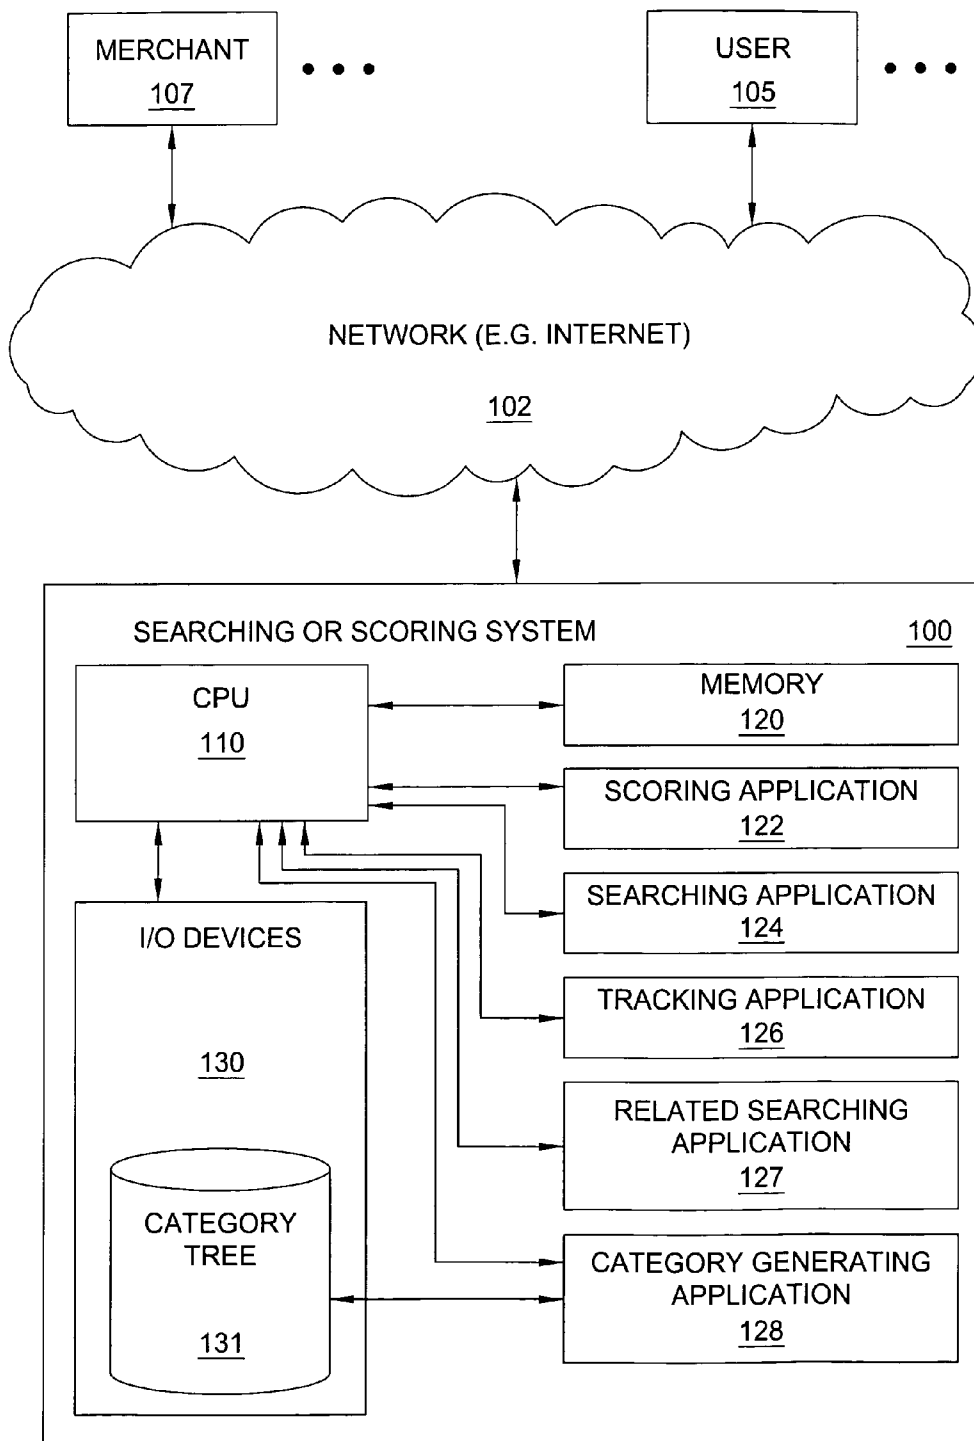 MERCHANT
107
USER
105
NETWORK (E.G. INTERNET)
102
SEARCHING OR SCORING SYSTEM
100
CPU
110
MEMORY
120
SCORING APPLICATION
122
SEARCHING APPLICATION
124
I/O DEVICES
130
TRACKING APPLICATION
126
RELATED SEARCHING
APPLICATION
127
CATEGORY
TREE
131
CATEGORY GENERATING
APPLICATION
128